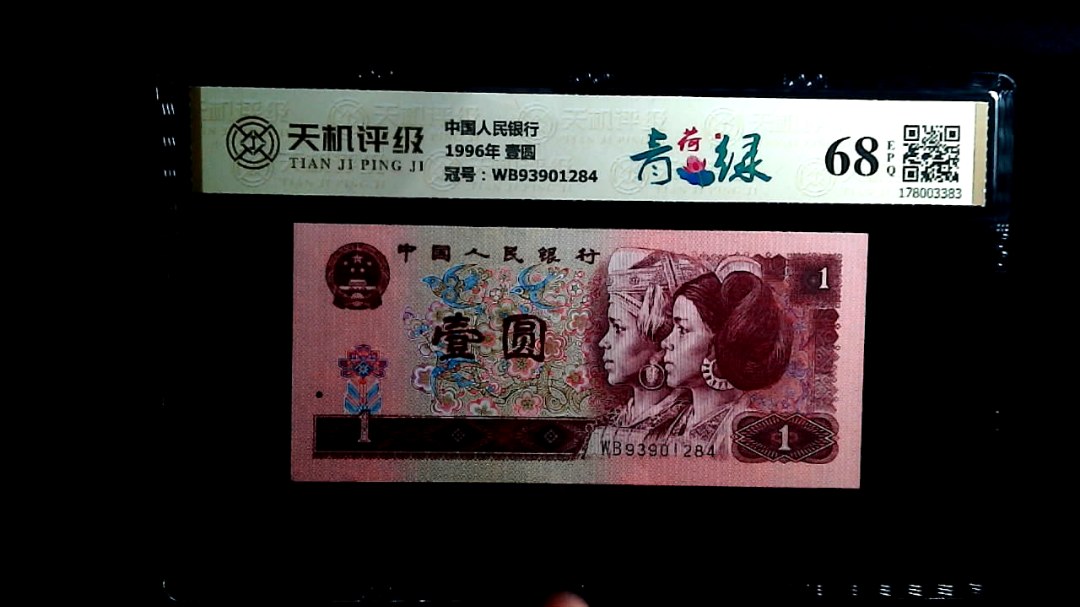 天机评级
TIAN JI PING JI
中国人民银行
1996年 壹圆
冠号：WB93901284
青荷绿
68
EPQ
178003383
中国人民银行
1
壹圆
1
1
WB93901284